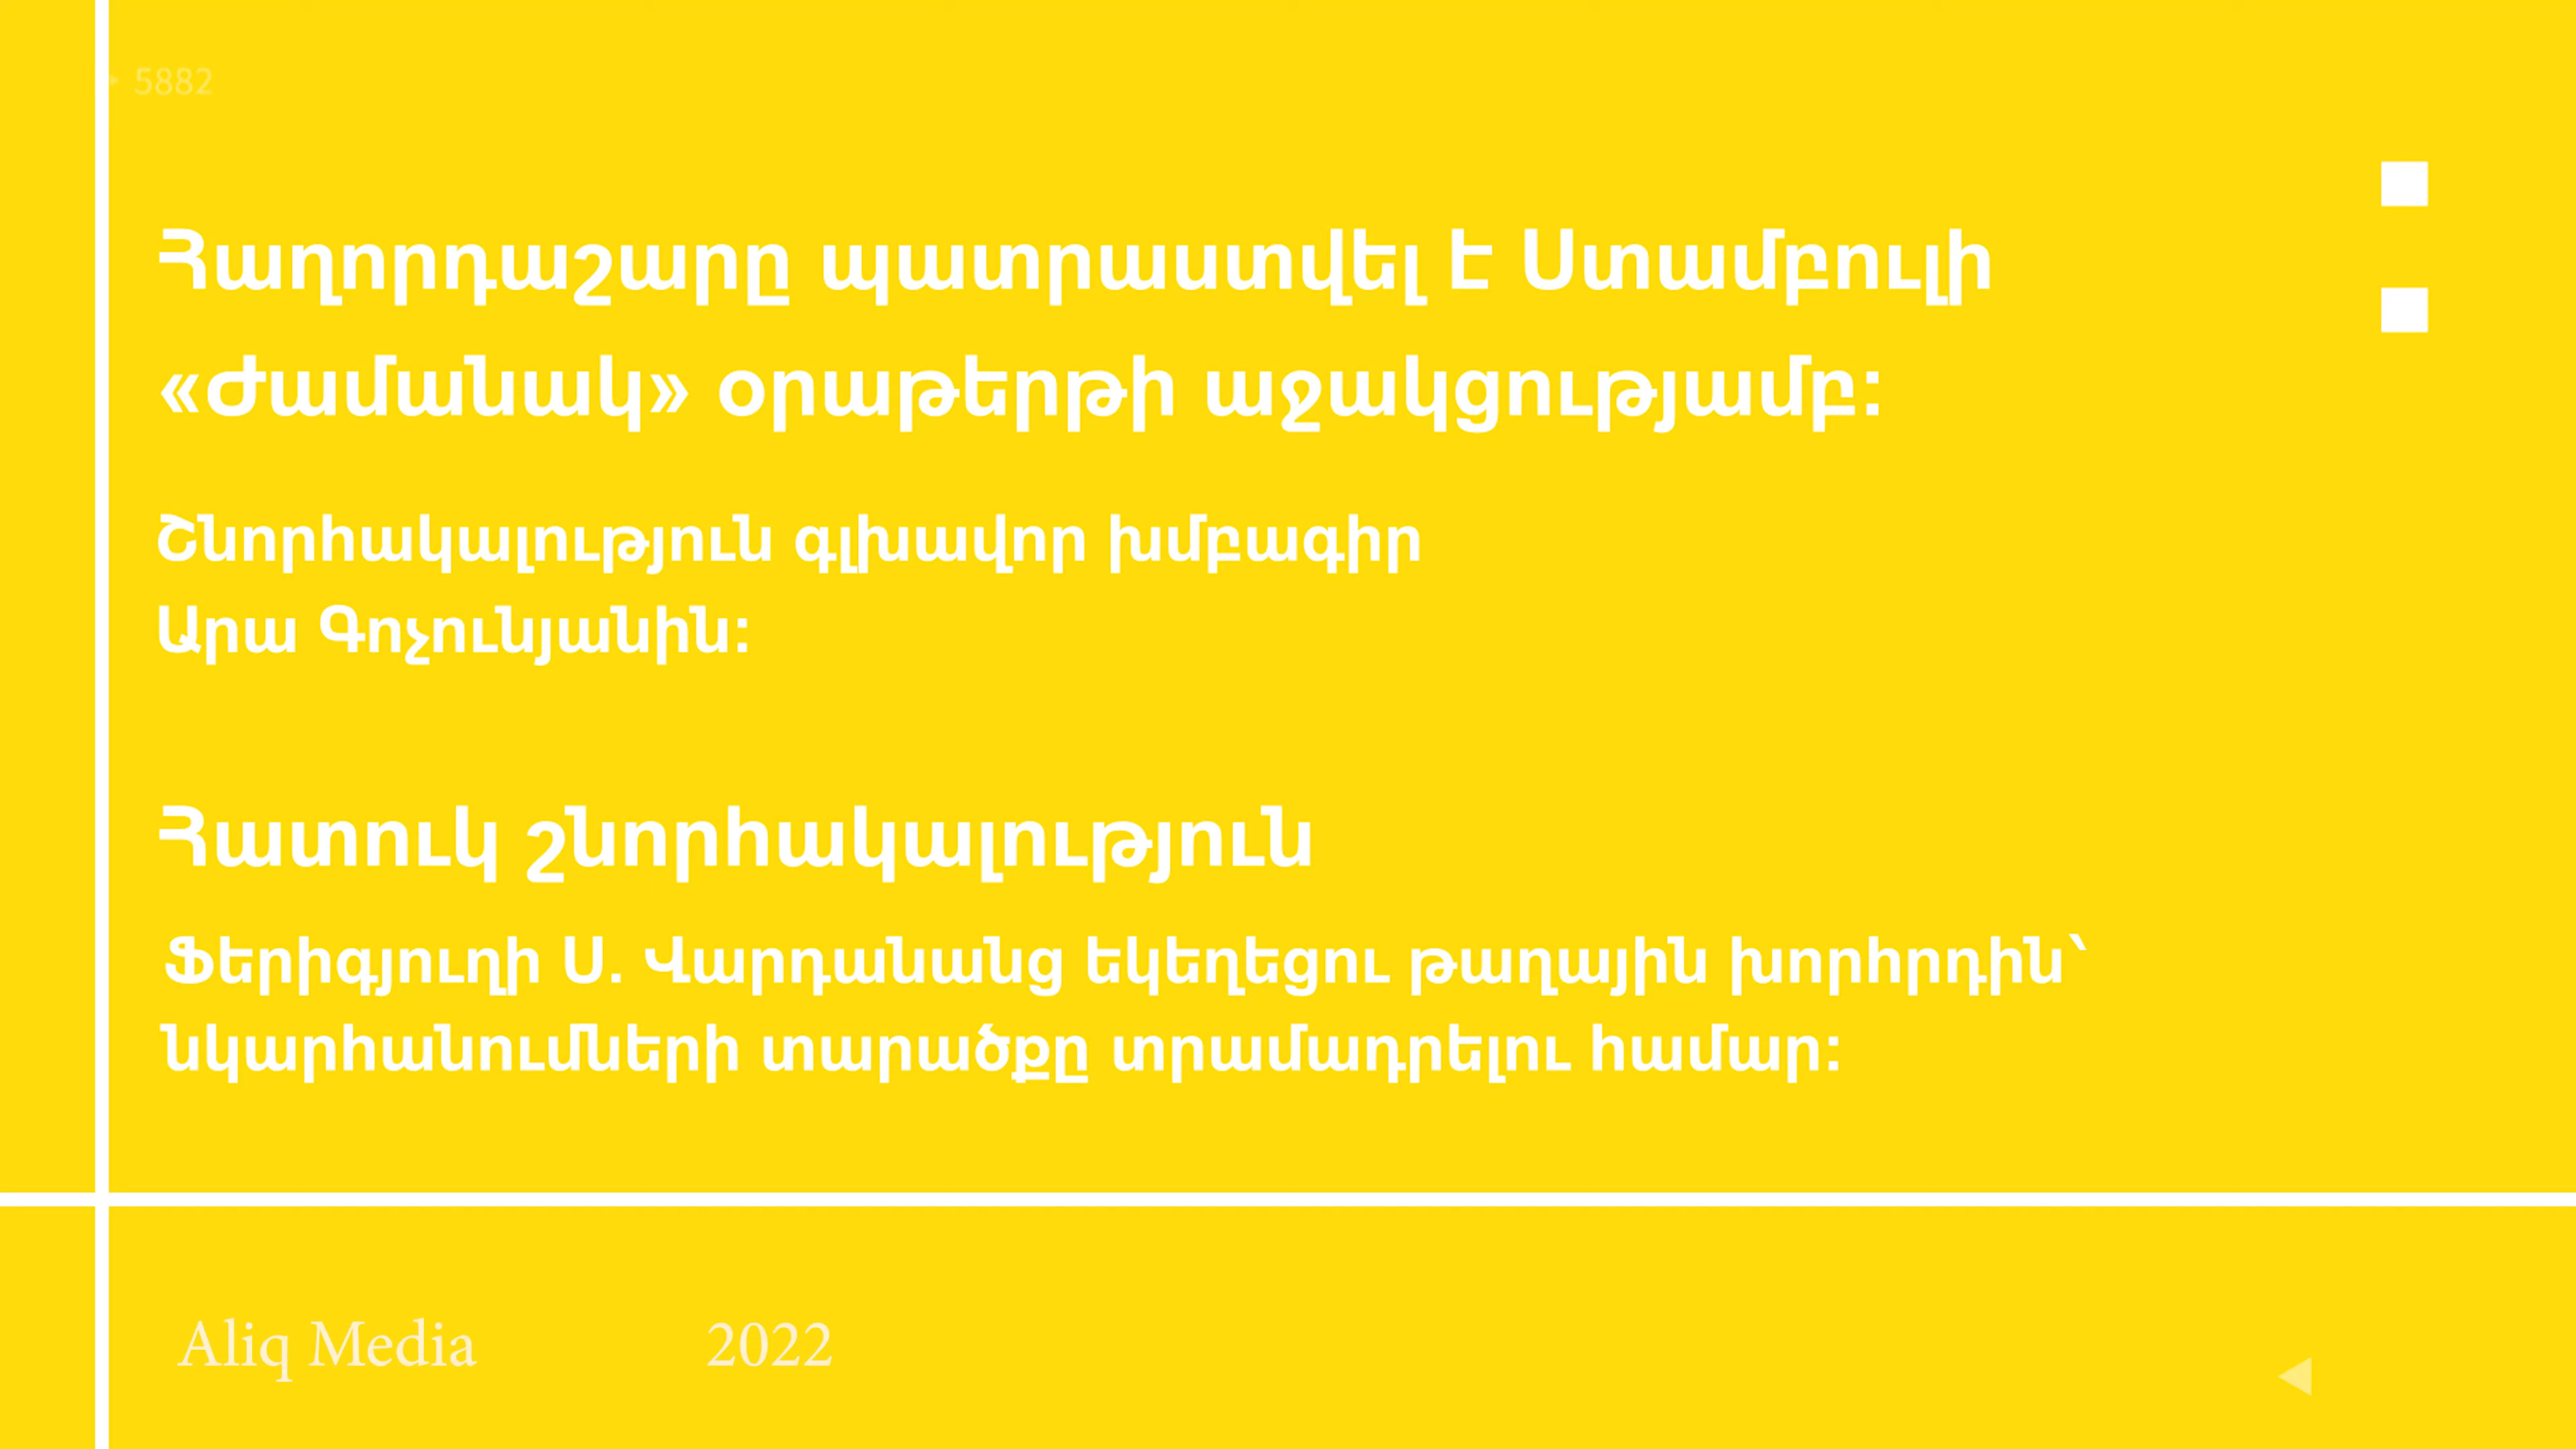 5882
Հաղորդաշարը պատրաստվել է Ստամբուլի
«Ժամանակ» օրաթերթի աջակցությամբ:
Շնորհակալություն գլխավոր խմբագիր
Արա Գոչունյանին:
Հատուկ շնորհակալություն
Ֆերիգյուղի Ս. Վարդանանց եկեղեցու թաղային խորհրդին՝
նկարհանումների տարածքը տրամադրելու համար:
Aliq Media 2022